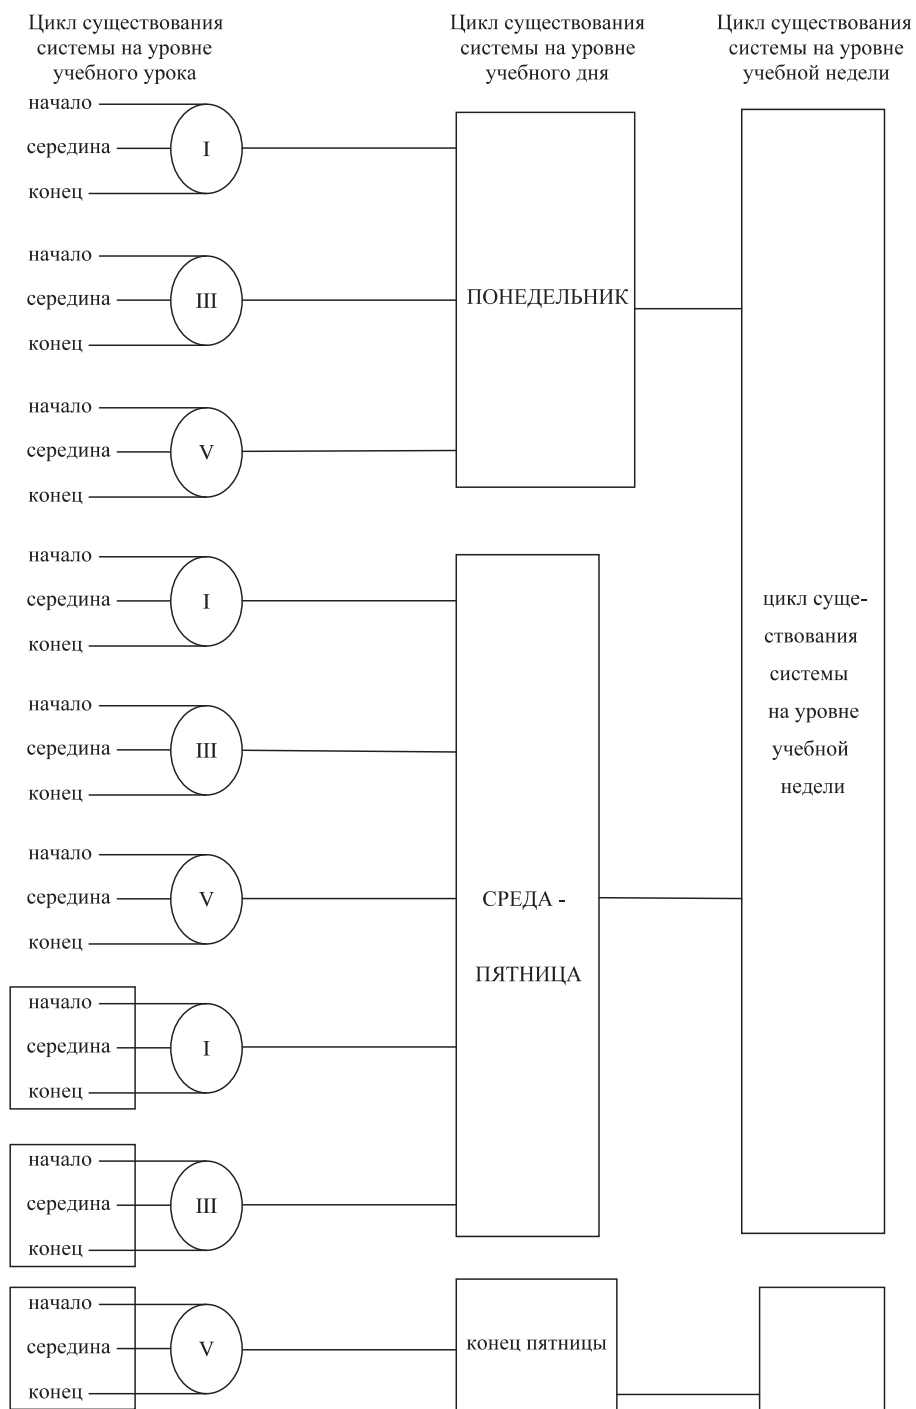 Цикл существования
системы на уровне
учебного урока
Цикл существования
системы на уровне
учебного дня
Цикл существования
системы на уровне
учебной недели
начало
середина
I
конец
начало
середина
III
ПОНЕДЕЛЬНИК
конец
начало
середина
V
конец
начало
середина
I
конец
цикл суще-
ствования
системы
на уровне
учебной
недели
начало
середина
III
конец
начало
середина
V
СРЕДА -
ПЯТНИЦА
конец
начало
середина
I
конец
начало
середина
III
конец
начало
середина
V
конец пятницы
конец